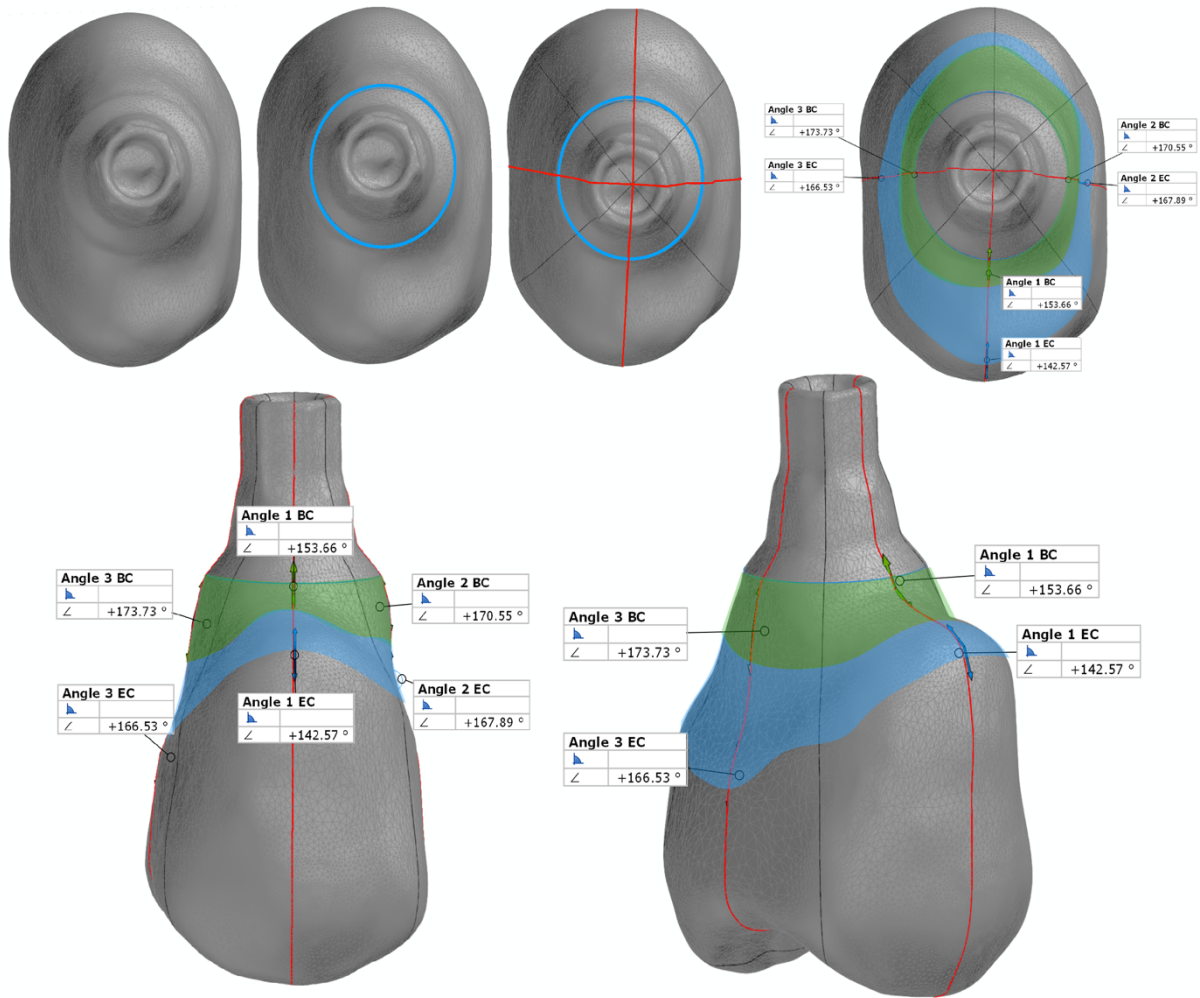 Angle 3 BC
∠ +173.73 °
Angle 2 BC
∠ +170.55 °
Angle 3 EC
∠ +166.53 °
Angle 2 EC
∠ +167.89 °
Angle 1 BC
∠ +153.66 °
Angle 1 EC
∠ +142.57 °
Angle 1 BC
∠ +153.66 °
Angle 3 BC
∠ +173.73 °
Angle 2 BC
∠ +170.55 °
Angle 3 EC
∠ +166.53 °
Angle 1 EC
∠ +142.57 °
Angle 2 EC
∠ +167.89 °
Angle 1 BC
∠ +153.66 °
Angle 3 BC
∠ +173.73 °
Angle 1 EC
∠ +142.57 °
Angle 3 EC
∠ +166.53 °